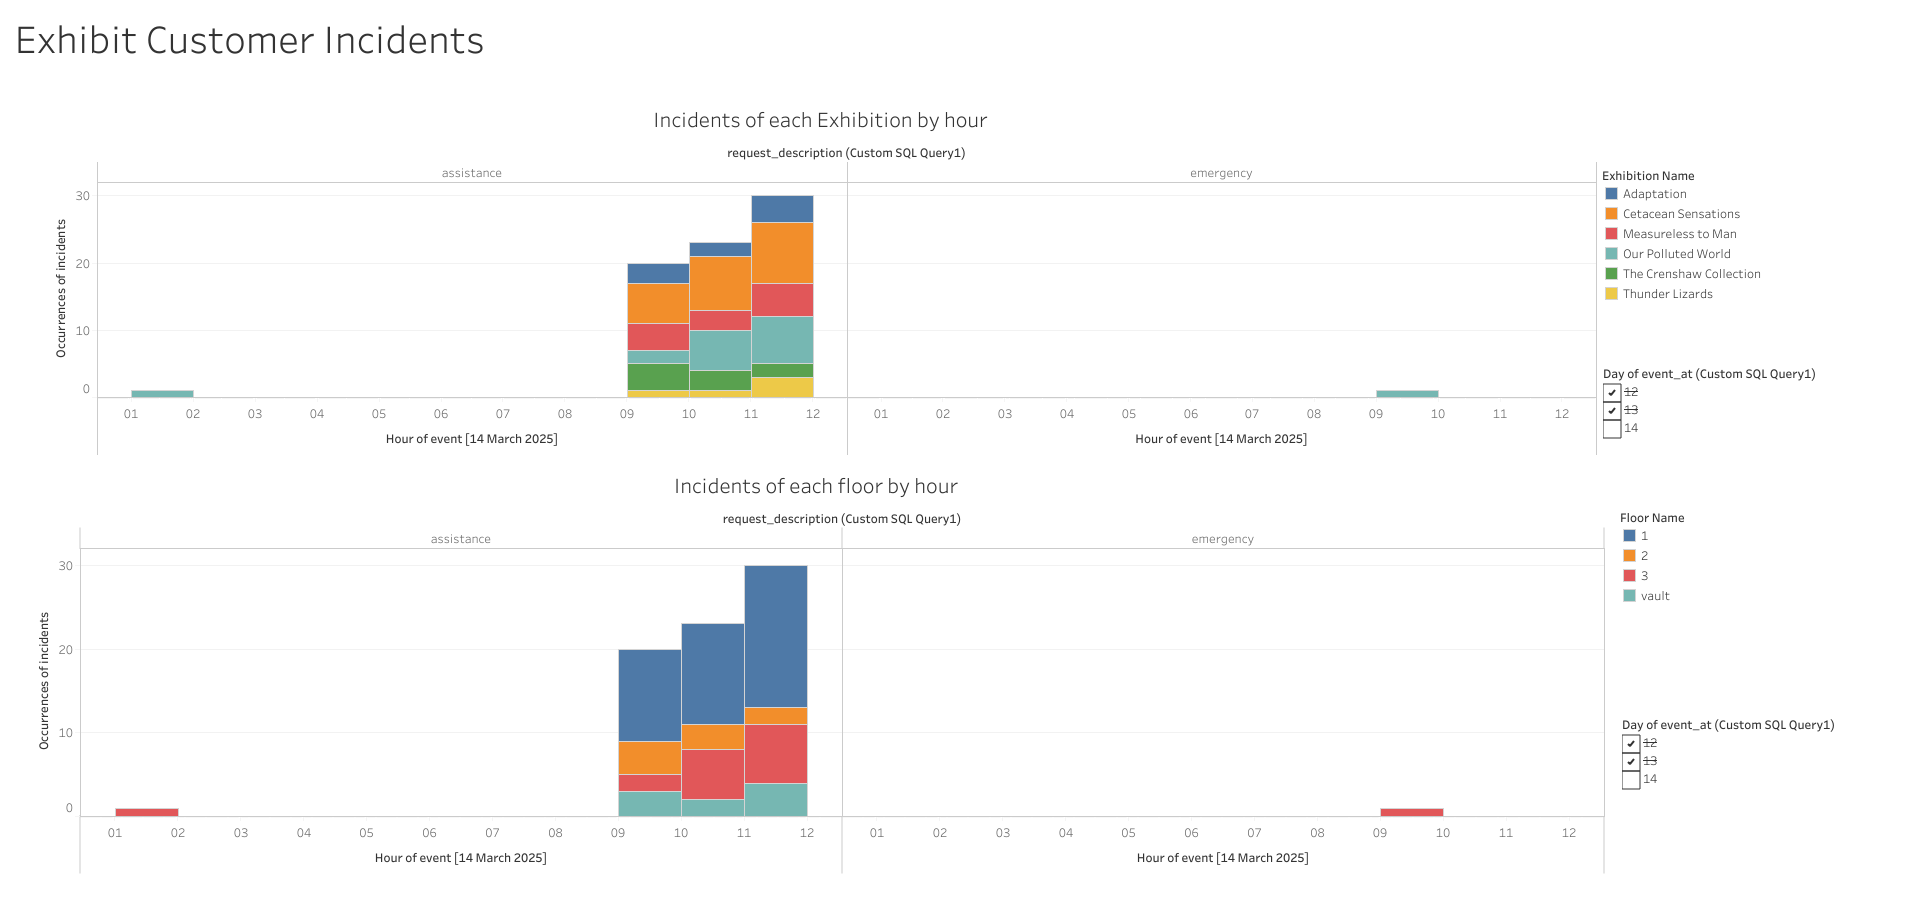 Exhibit Customer Incidents
Incidents of each Exhibition by hour
request_description (Custom SQL Query1)
assistance
emergency
Occurrences of incidents
30
20
10
0
01 02 03 04 05 06 07 08 09 10 11 12
01 02 03 04 05 06 07 08 09 10 11 12
Hour of event [14 March 2025]
Hour of event [14 March 2025]
Exhibition Name
Adaptation
Cetacean Sensations
Measureless to Man
Our Polluted World
The Crenshaw Collection
Thunder Lizards
Day of event_at (Custom SQL Query1)
12
13
14
Incidents of each floor by hour
request_description (Custom SQL Query1)
assistance
emergency
Occurrences of incidents
30
20
10
0
01 02 03 04 05 06 07 08 09 10 11 12
01 02 03 04 05 06 07 08 09 10 11 12
Hour of event [14 March 2025]
Hour of event [14 March 2025]
Floor Name
1
2
3
vault
Day of event_at (Custom SQL Query1)
12
13
14